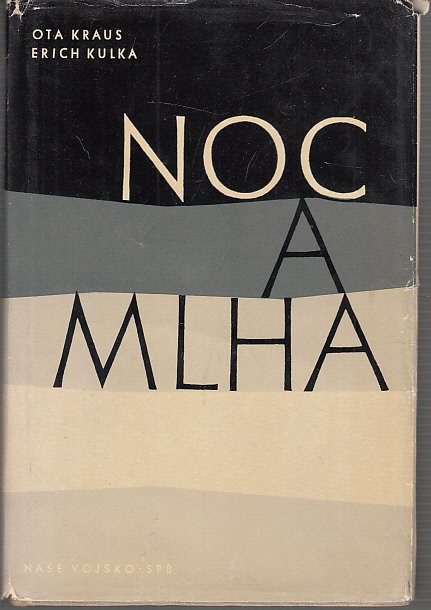 OTA KRAUS
ERICH KULKA
NOC
A
MLHA
NAŠE VOJSKO · SPB